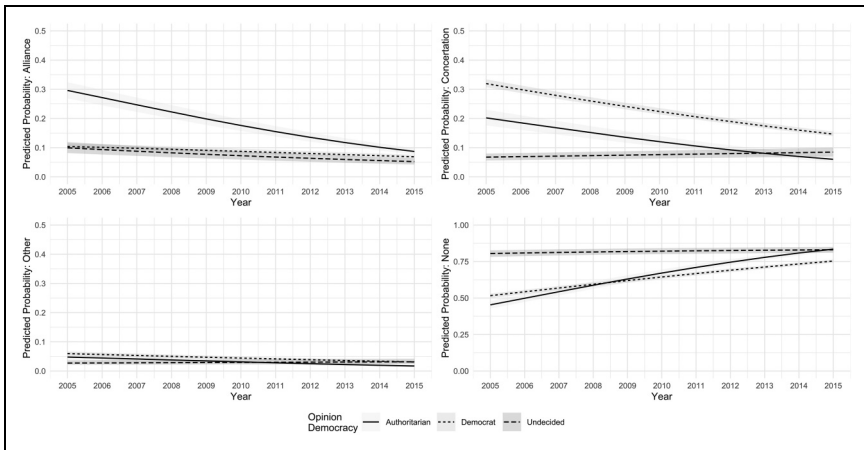 Predicted Probability: Alliance
0.5
0.4
0.3
0.2
0.1
0.0
2005 2006 2007 2008 2009 2010 2011 2012 2013 2014 2015
Year
Predicted Probability: Concertation
0.5
0.4
0.3
0.2
0.1
0.0
2005 2006 2007 2008 2009 2010 2011 2012 2013 2014 2015
Year
Predicted Probability: Other
0.5
0.4
0.3
0.2
0.1
0.0
2005 2006 2007 2008 2009 2010 2011 2012 2013 2014 2015
Year
Predicted Probability: None
1.00
0.75
0.50
0.25
0.00
2005 2006 2007 2008 2009 2010 2011 2012 2013 2014 2015
Year
Opinion
Democracy Authoritarian Democrat Undecided